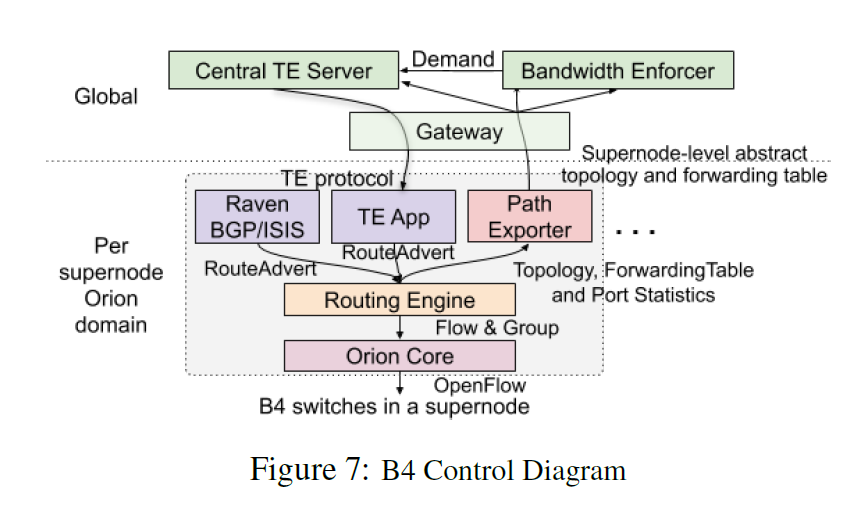 Demand
Central TE Server
Bandwidth Enforcer
Global
Gateway
Supernode-level abstract
topology and forwarding table
TE protocol
Raven
BGP/ISIS
TE App
Path
Exporter
. . .
Per
supernode
Orion
domain
RouteAdvert
RouteAdvert
Topology, ForwardingTable
and Port Statistics
Routing Engine
Flow & Group
Orion Core
OpenFlow
B4 switches in a supernode
Figure 7: B4 Control Diagram